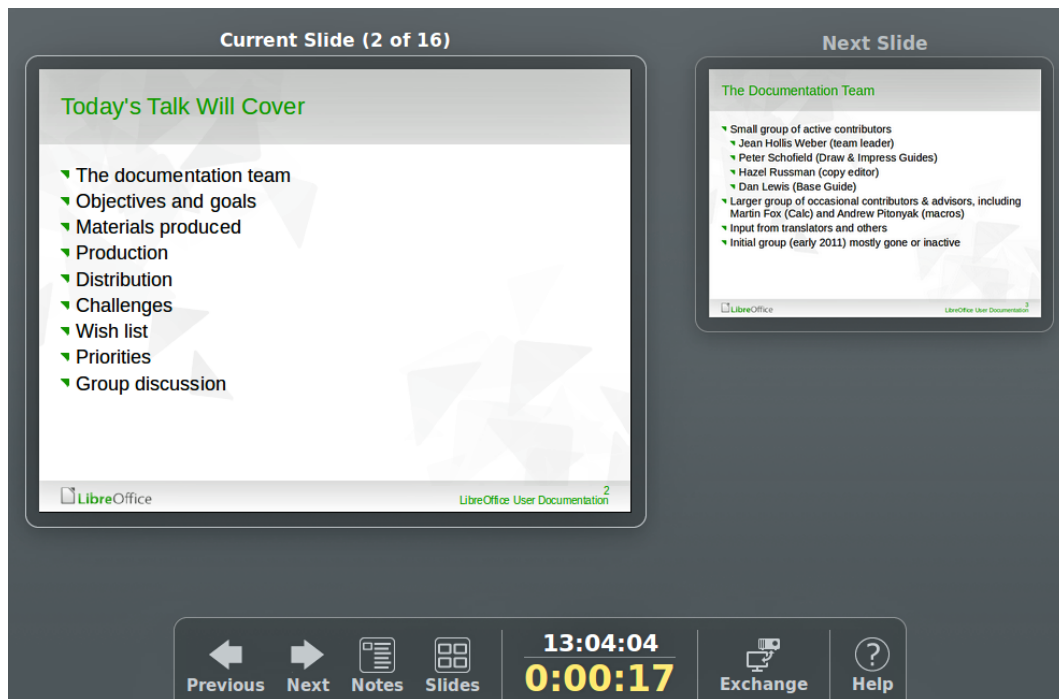 Current Slide (2 of 16)
Today's Talk Will Cover
The documentation team
Objectives and goals
Materials produced
Production
Distribution
Challenges
Wish list
Priorities
Group discussion
LibreOffice
2
LibreOffice User Documentation
Next Slide
The Documentation Team
Small group of active contributors
Jean Hollis Weber (team leader)
Peter Schofield (Draw & Impress Guides)
Hazel Russman (copy editor)
Dan Lewis (Base Guide)
Larger group of occasional contributors & advisors, including
Martin Fox (Calc) and Andrew Pitonyak (macros)
Input from translators and others
Initial group (early 2011) mostly gone or inactive
LibreOffice
3
LibreOffice User Documentation
Previous
Next
Notes
Slides
13:04:04
0:00:17
Exchange
?
Help